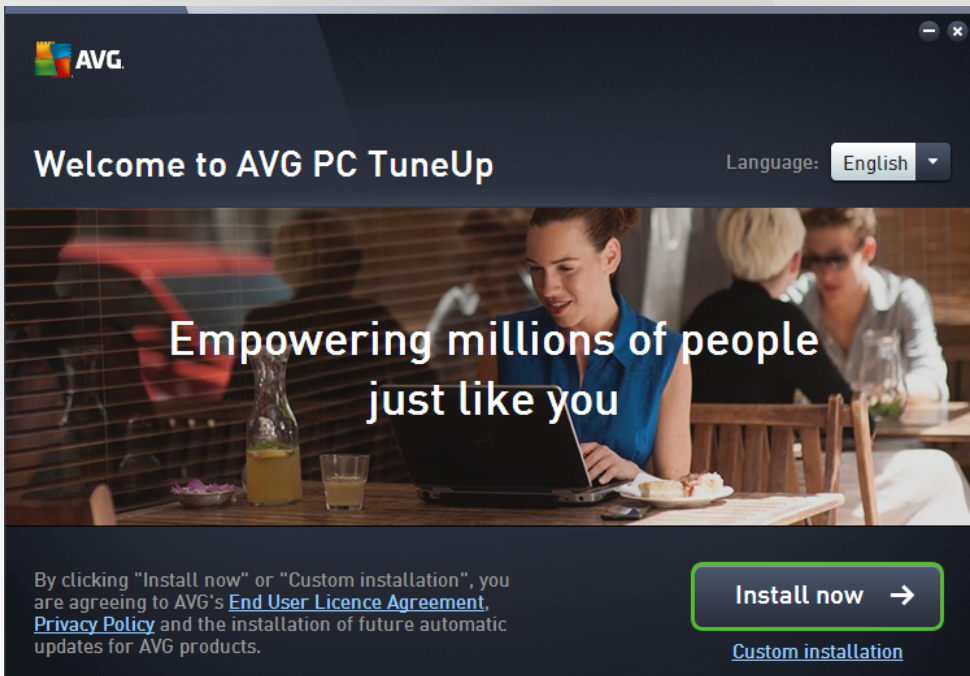 AVG.
Welcome to AVG PC TuneUp
Language: English
Empowering millions of people
just like you
By clicking "Install now" or "Custom installation", you
are agreeing to AVG's End User Licence Agreement,
Privacy Policy and the installation of future automatic
updates for AVG products.
Install now
Custom installation